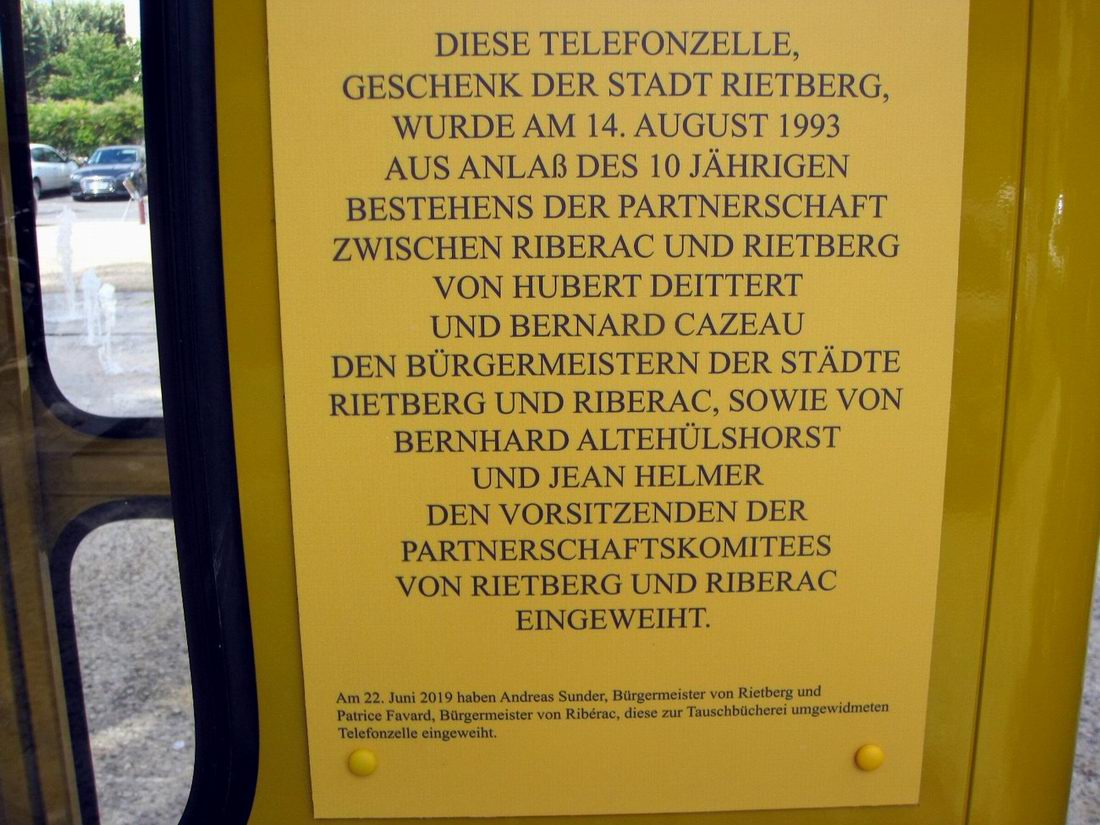 DIESE TELEFONZELLE,
GESCHENK DER STADT RIETBERG,
WURDE AM 14. AUGUST 1993
AUS ANLAß DES 10 JÄHRIGEN
BESTEHENS DER PARTNERSCHAFT
ZWISCHEN RIBERAC UND RIETBERG
VON HUBERT DEITTERT
UND BERNARD CAZEAU
DEN BÜRGERMEISTERN DER STÄDTE
RIETBERG UND RIBERAC, SOWIE VON
BERNHARD ALTEHÜLSHORST
UND JEAN HELMER
DEN VORSITZENDEN DER
PARTNERSCHAFTSKOMITEES
VON RIETBERG UND RIBERAC
EINGEWEIHT.
Am 22. Juni 2019 haben Andreas Sunder, Bürgermeister von Rietberg und
Patrice Favard, Bürgermeister von Ribérac, diese zur Tauschbücherei umgewidmeten
Telefonzelle eingeweiht.